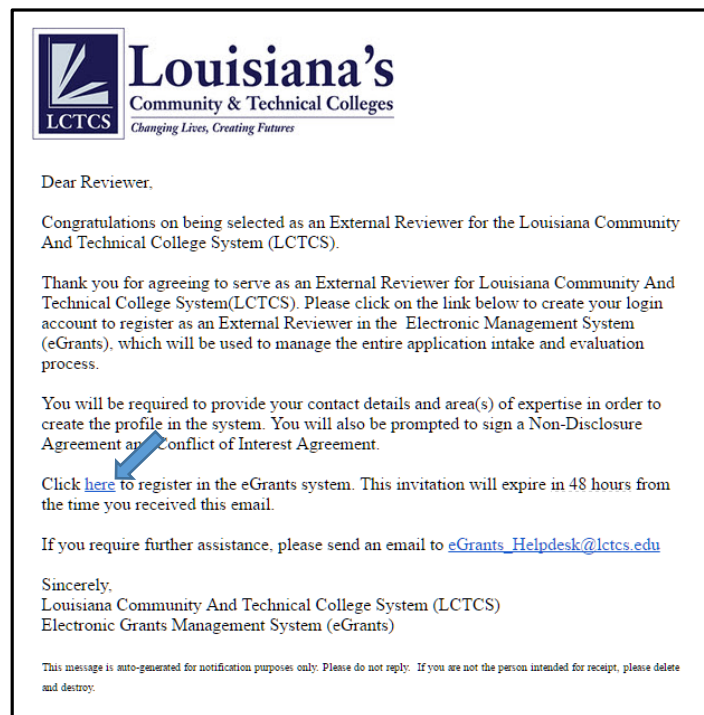 LCTCS
Louisiana's
Community & Technical Colleges
Changing Lives, Creating Futures
Dear Reviewer,
Congratulations on being selected as an External Reviewer for the Louisiana Community
And Technical College System (LCTCS).
Thank you for agreeing to serve as an External Reviewer for Louisiana Community And
Technical College System(LCTCS). Please click on the link below to create your login
account to register as an External Reviewer in the Electronic Management System
(eGrants), which will be used to manage the entire application intake and evaluation
process.
You will be required to provide your contact details and area(s) of expertise in order to
create the profile in the system. You will also be prompted to sign a Non-Disclosure
Agreement and Conflict of Interest Agreement.
Click here to register in the eGrants system. This invitation will expire in 48 hours from
the time you received this email.
If you require further assistance, please send an email to eGrants_Helpdesk@lctcs.edu
Sincerely,
Louisiana Community And Technical College System (LCTCS)
Electronic Grants Management System (eGrants)
This message is auto-generated for notification purposes only. Please do not reply. If you are not the person intended for receipt, please delete
and destroy.